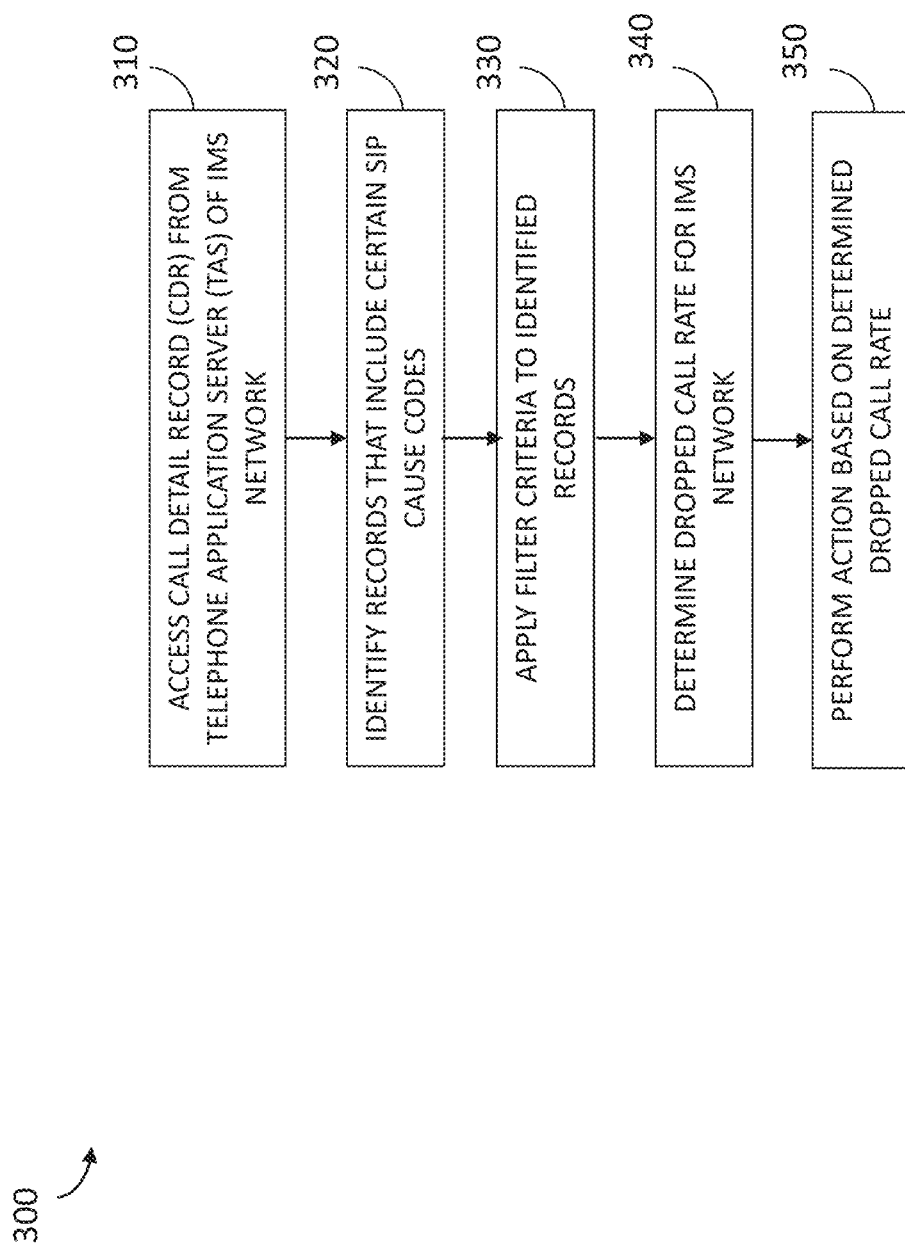 300
310
ACCESS CALL DETAIL RECORD (CDR) FROM
TELEPHONE APPLICATION SERVER (TAS) OF IMS
NETWORK
320
IDENTIFY RECORDS THAT INCLUDE CERTAIN SIP
CAUSE CODES
330
APPLY FILTER CRITERIA TO IDENTIFIED
RECORDS
340
DETERMINE DROPPED CALL RATE FOR IMS
NETWORK
350
PERFORM ACTION BASED ON DETERMINED
DROPPED CALL RATE